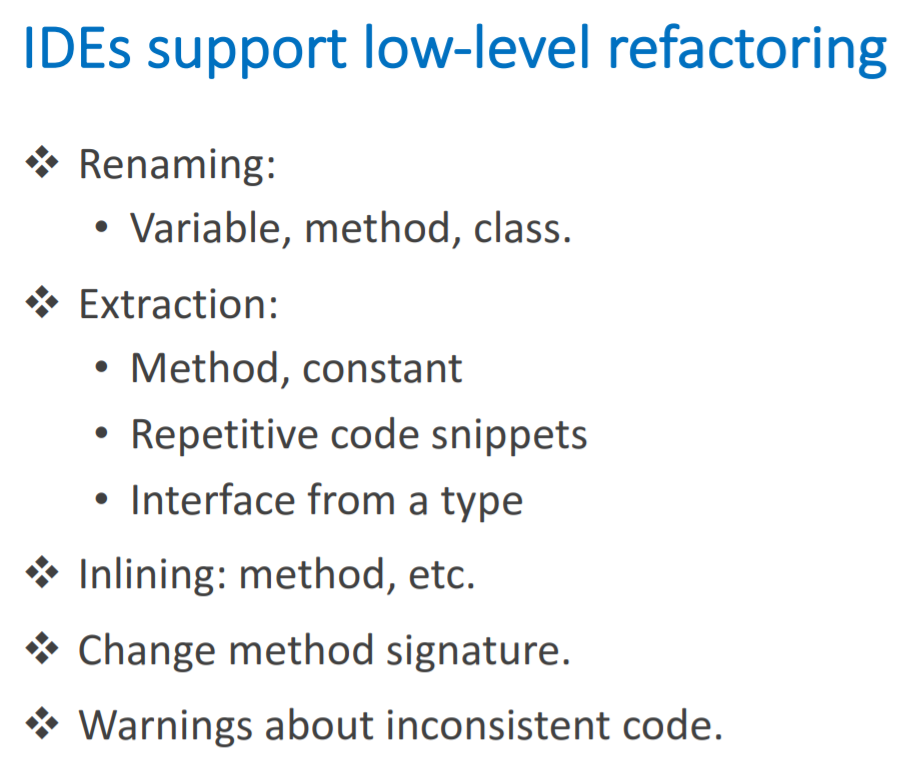 IDEs support low-level refactoring
❖ Renaming:
• Variable, method, class.
❖ Extraction:
• Method, constant
• Repetitive code snippets
• Interface from a type
❖ Inlining: method, etc.
❖ Change method signature.
❖ Warnings about inconsistent code.